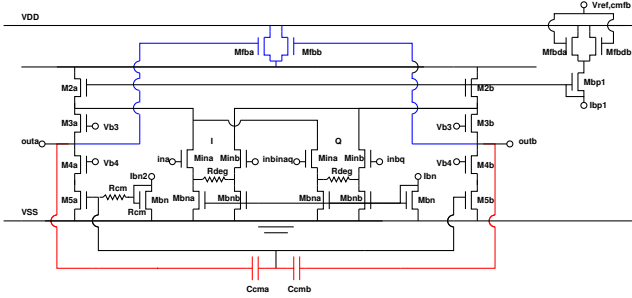 Vref,cmfb
VDD
Mfba Mfbb Mfbda Mfbdb
M2a M2b Mbp1
Ibp1
M3a Vb3 Vb3 M3b
outa I Q outb
ina Mina Minb inbinaq Mina Minb inbq
M4a Vb4 Vb4 M4b
Rdeg Rdeg
Ibn2 Ibn
M5a Rcm Mbn Mbna Mbnb Mbna Mbnb Mbn M5b
Rcm
VSS
Ccma Ccmb